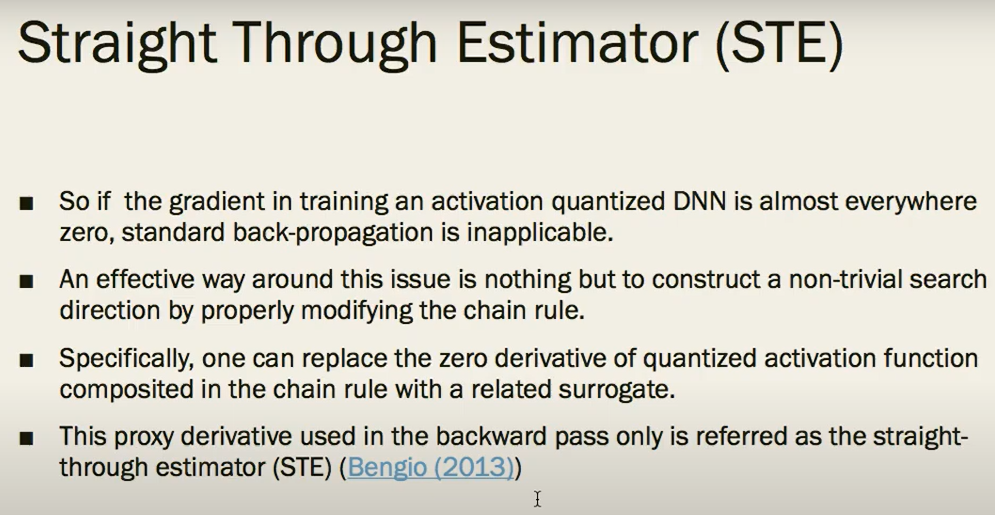 Straight Through Estimator (STE)
■ So if the gradient in training an activation quantized DNN is almost everywhere
zero, standard back-propagation is inapplicable.
■ An effective way around this issue is nothing but to construct a non-trivial search
direction by properly modifying the chain rule.
■ Specifically, one can replace the zero derivative of quantized activation function
composited in the chain rule with a related surrogate.
■ This proxy derivative used in the backward pass only is referred as the straight-
through estimator (STE) (Bengio (2013))